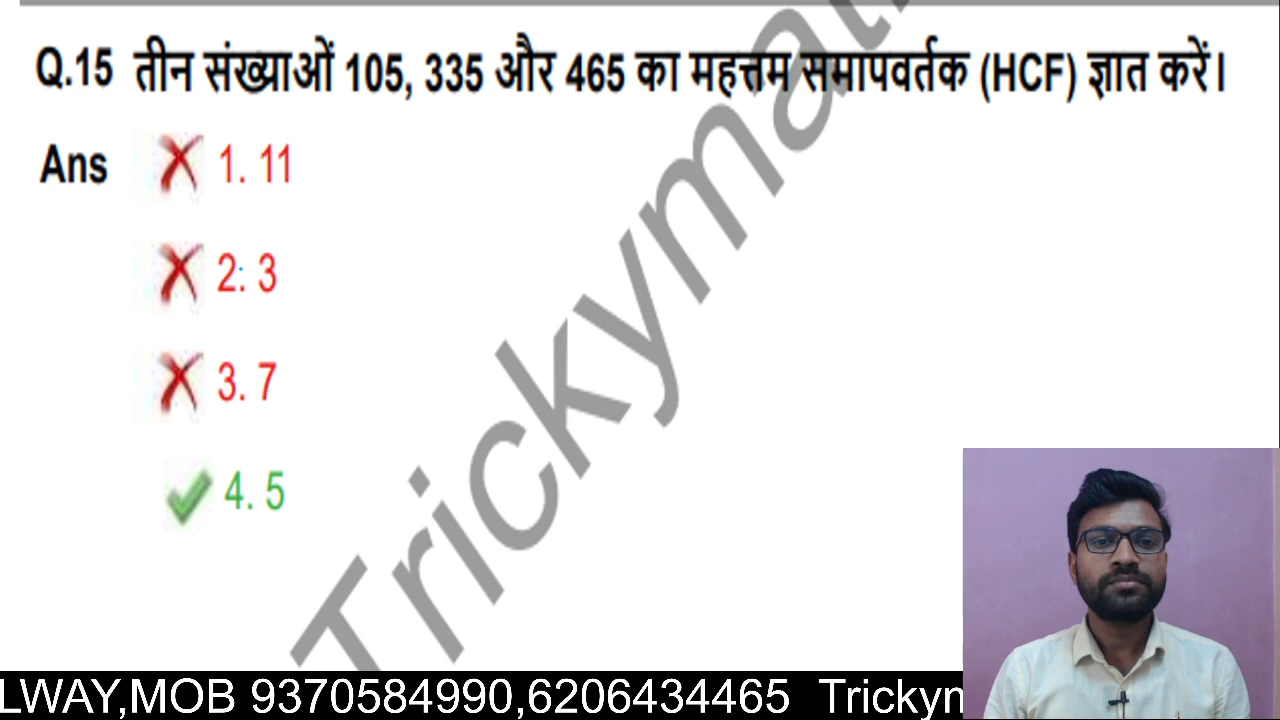 Q.15 तीन संख्याओं 105, 335 और 465 का महत्तम समापवर्तक (HCF) ज्ञात करें।
Ans 1. 11
2. 3
3. 7
4. 5
Trickymat
LWAY,MOB 9370584990,6206434465 Trickyn